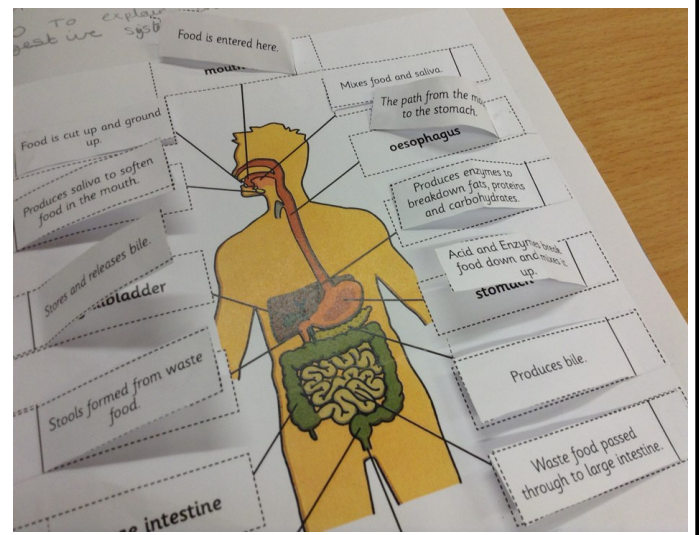 To explain
gest ive syst
Food is entered here.
mouth
Mixes food and saliva.
The path from the mo
to the stomach.
oesophagus
Food is cut up and ground
up.
Produces saliva to soften
food in the mouth.
Produces enzymes to
breakdown fats, proteins
and carbohydrates.
Stores and releases bile.
bladder
Acid and Enzymes break
food down and mixes it
up.
stomach
Stools formed from waste
food.
Produces bile.
Waste food passed
through to large intestine.
e intestine